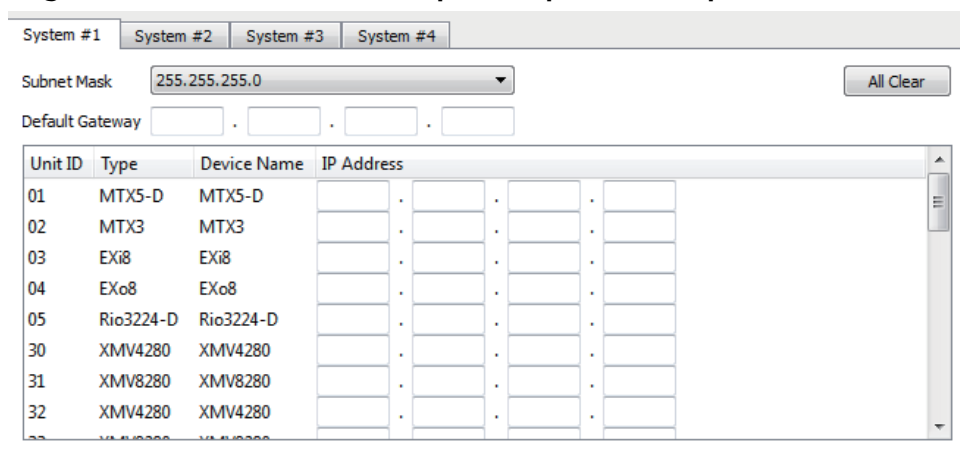 System #1 System #2 System #3 System #4
Subnet Mask 255.255.255.0 All Clear
Default Gateway . . .
Unit ID Type Device Name IP Address
01 MTX5-D MTX5-D . . .
02 MTX3 MTX3 . . .
03 EXi8 EXi8 . . .
04 EXo8 EXo8 . . .
05 Rio3224-D Rio3224-D . . .
30 XMV4280 XMV4280 . . .
31 XMV8280 XMV8280 . . .
32 XMV4280 XMV4280 . . .